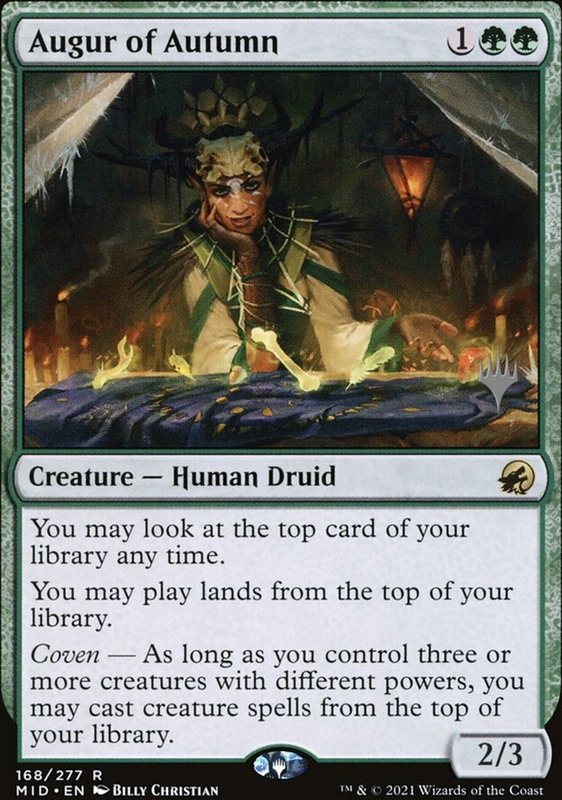 Augur of Autumn 1
Creature — Human Druid
You may look at the top card of your
library any time.
You may play lands from the top of your
library.
Coven — As long as you control three or
more creatures with different powers, you
may cast creature spells from the top of
your library.
2/3
168/277 R
MID • EN Billy Christian ™ & © 2021 Wizards of the Coast